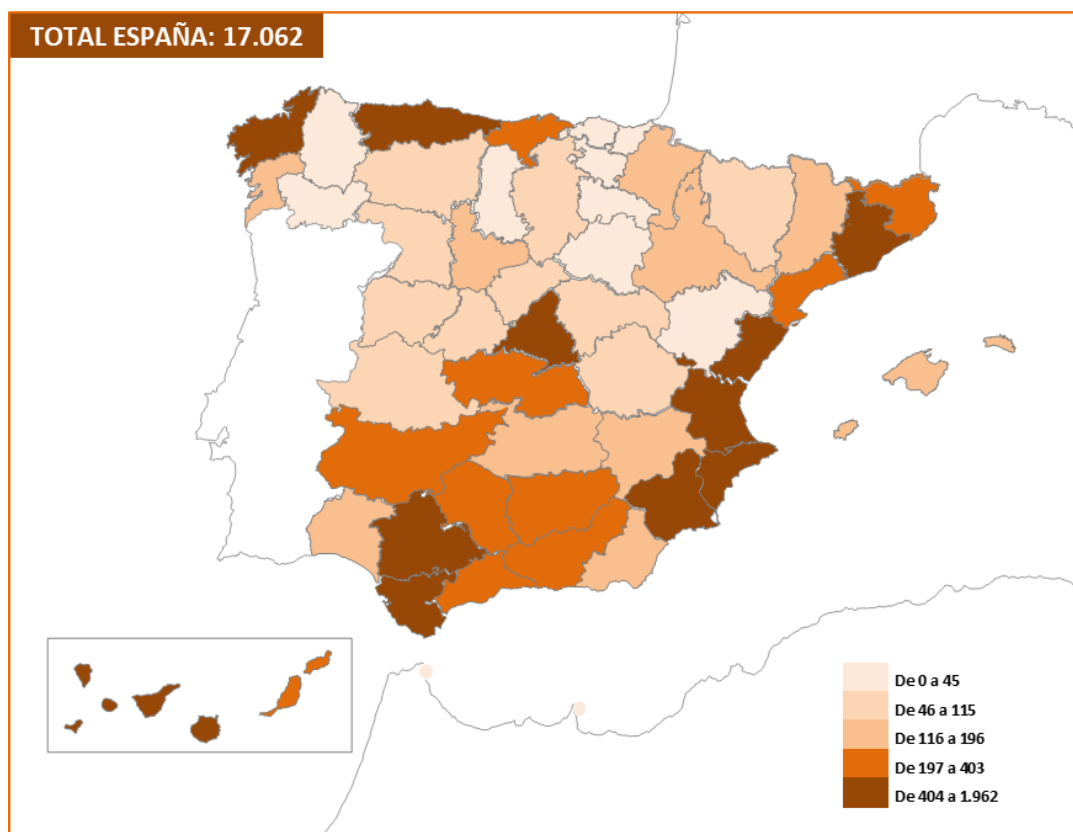 TOTAL ESPAÑA: 17.062
De 0 a 45
De 46 a 115
De 116 a 196
De 197 a 403
De 404 a 1.962